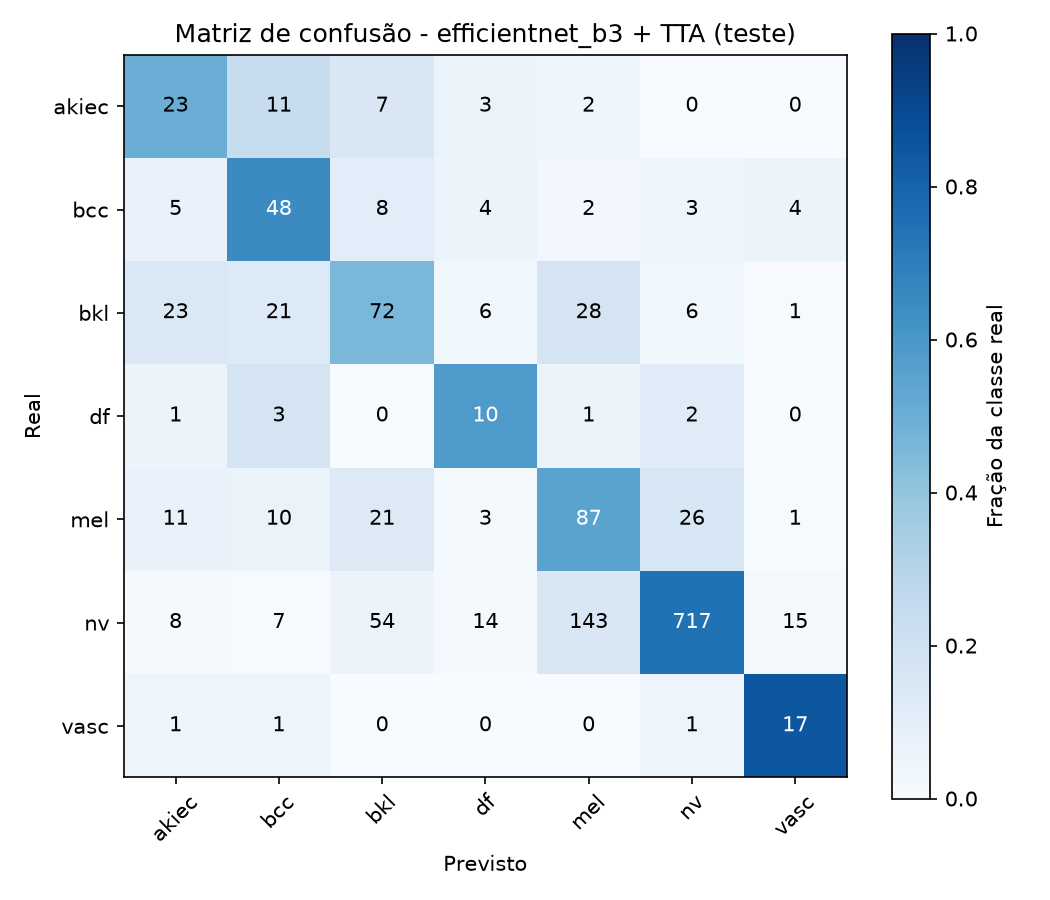 Matriz de confusão - efficientnet_b3 + TTA (teste)
akiec 23 11 7 3 2 0 0
bcc 5 48 8 4 2 3 4
bkl 23 21 72 6 28 6 1
df 1 3 0 10 1 2 0
mel 11 10 21 3 87 26 1
nv 8 7 54 14 143 717 15
vasc 1 1 0 0 0 1 17
akiec bcc bkl df mel nv vasc
Previsto
Real
1.0
0.8
0.6
0.4
0.2
0.0
Fração da classe real